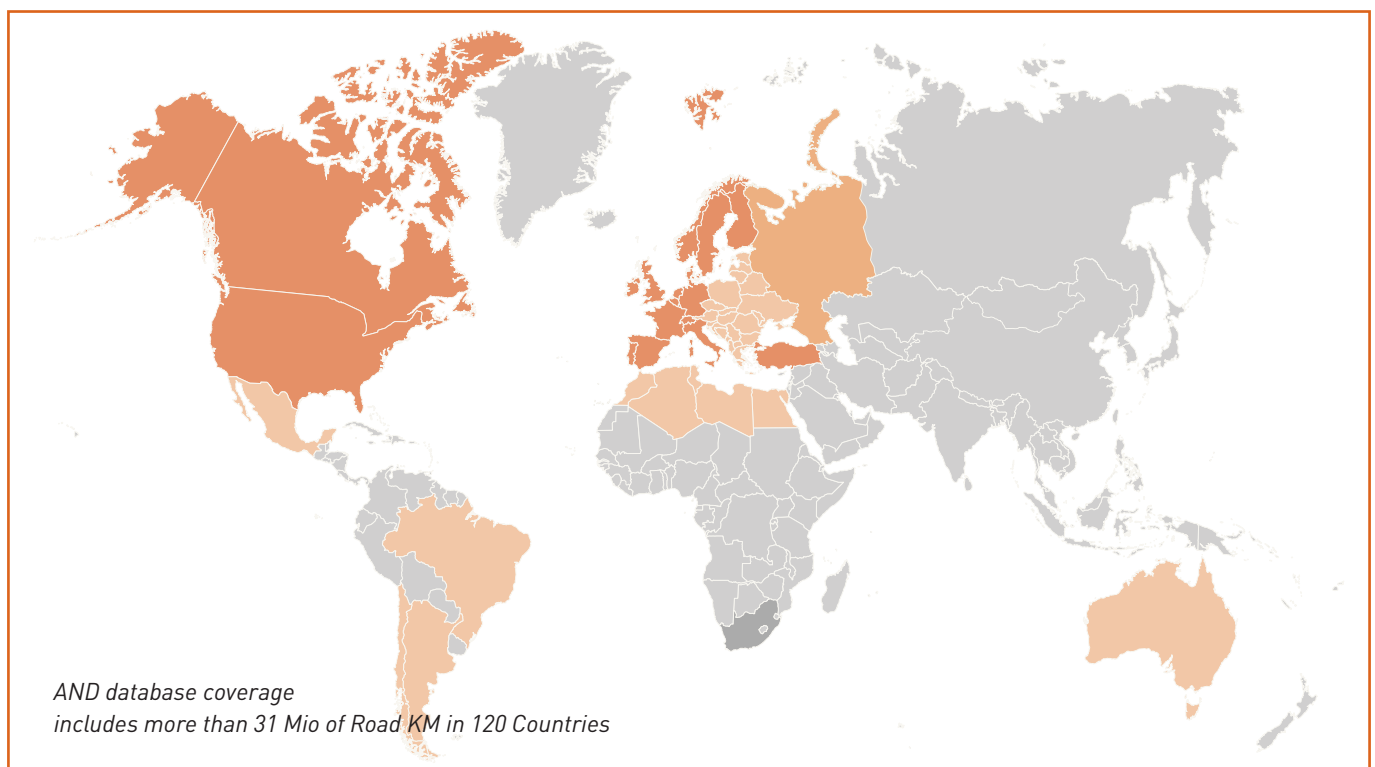 AND database coverage
includes more than 31 Mio of Road KM in 120 Countries